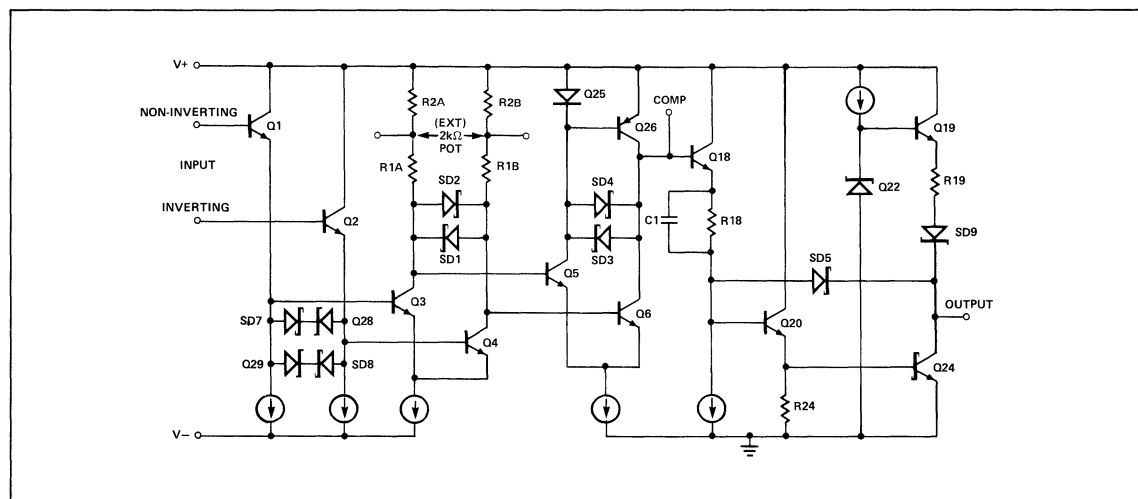 V+
NON-INVERTING
INPUT
INVERTING
V−
Q1
Q2
SD7
Q28
Q29
SD8
R2A
R2B
(EXT)
2kΩ
POT
R1A
R1B
SD2
SD1
Q3
Q4
Q25
Q26
COMP
SD4
SD3
Q5
Q6
Q18
C1
R18
SD5
Q20
R24
Q22
Q19
R19
SD9
OUTPUT
Q24